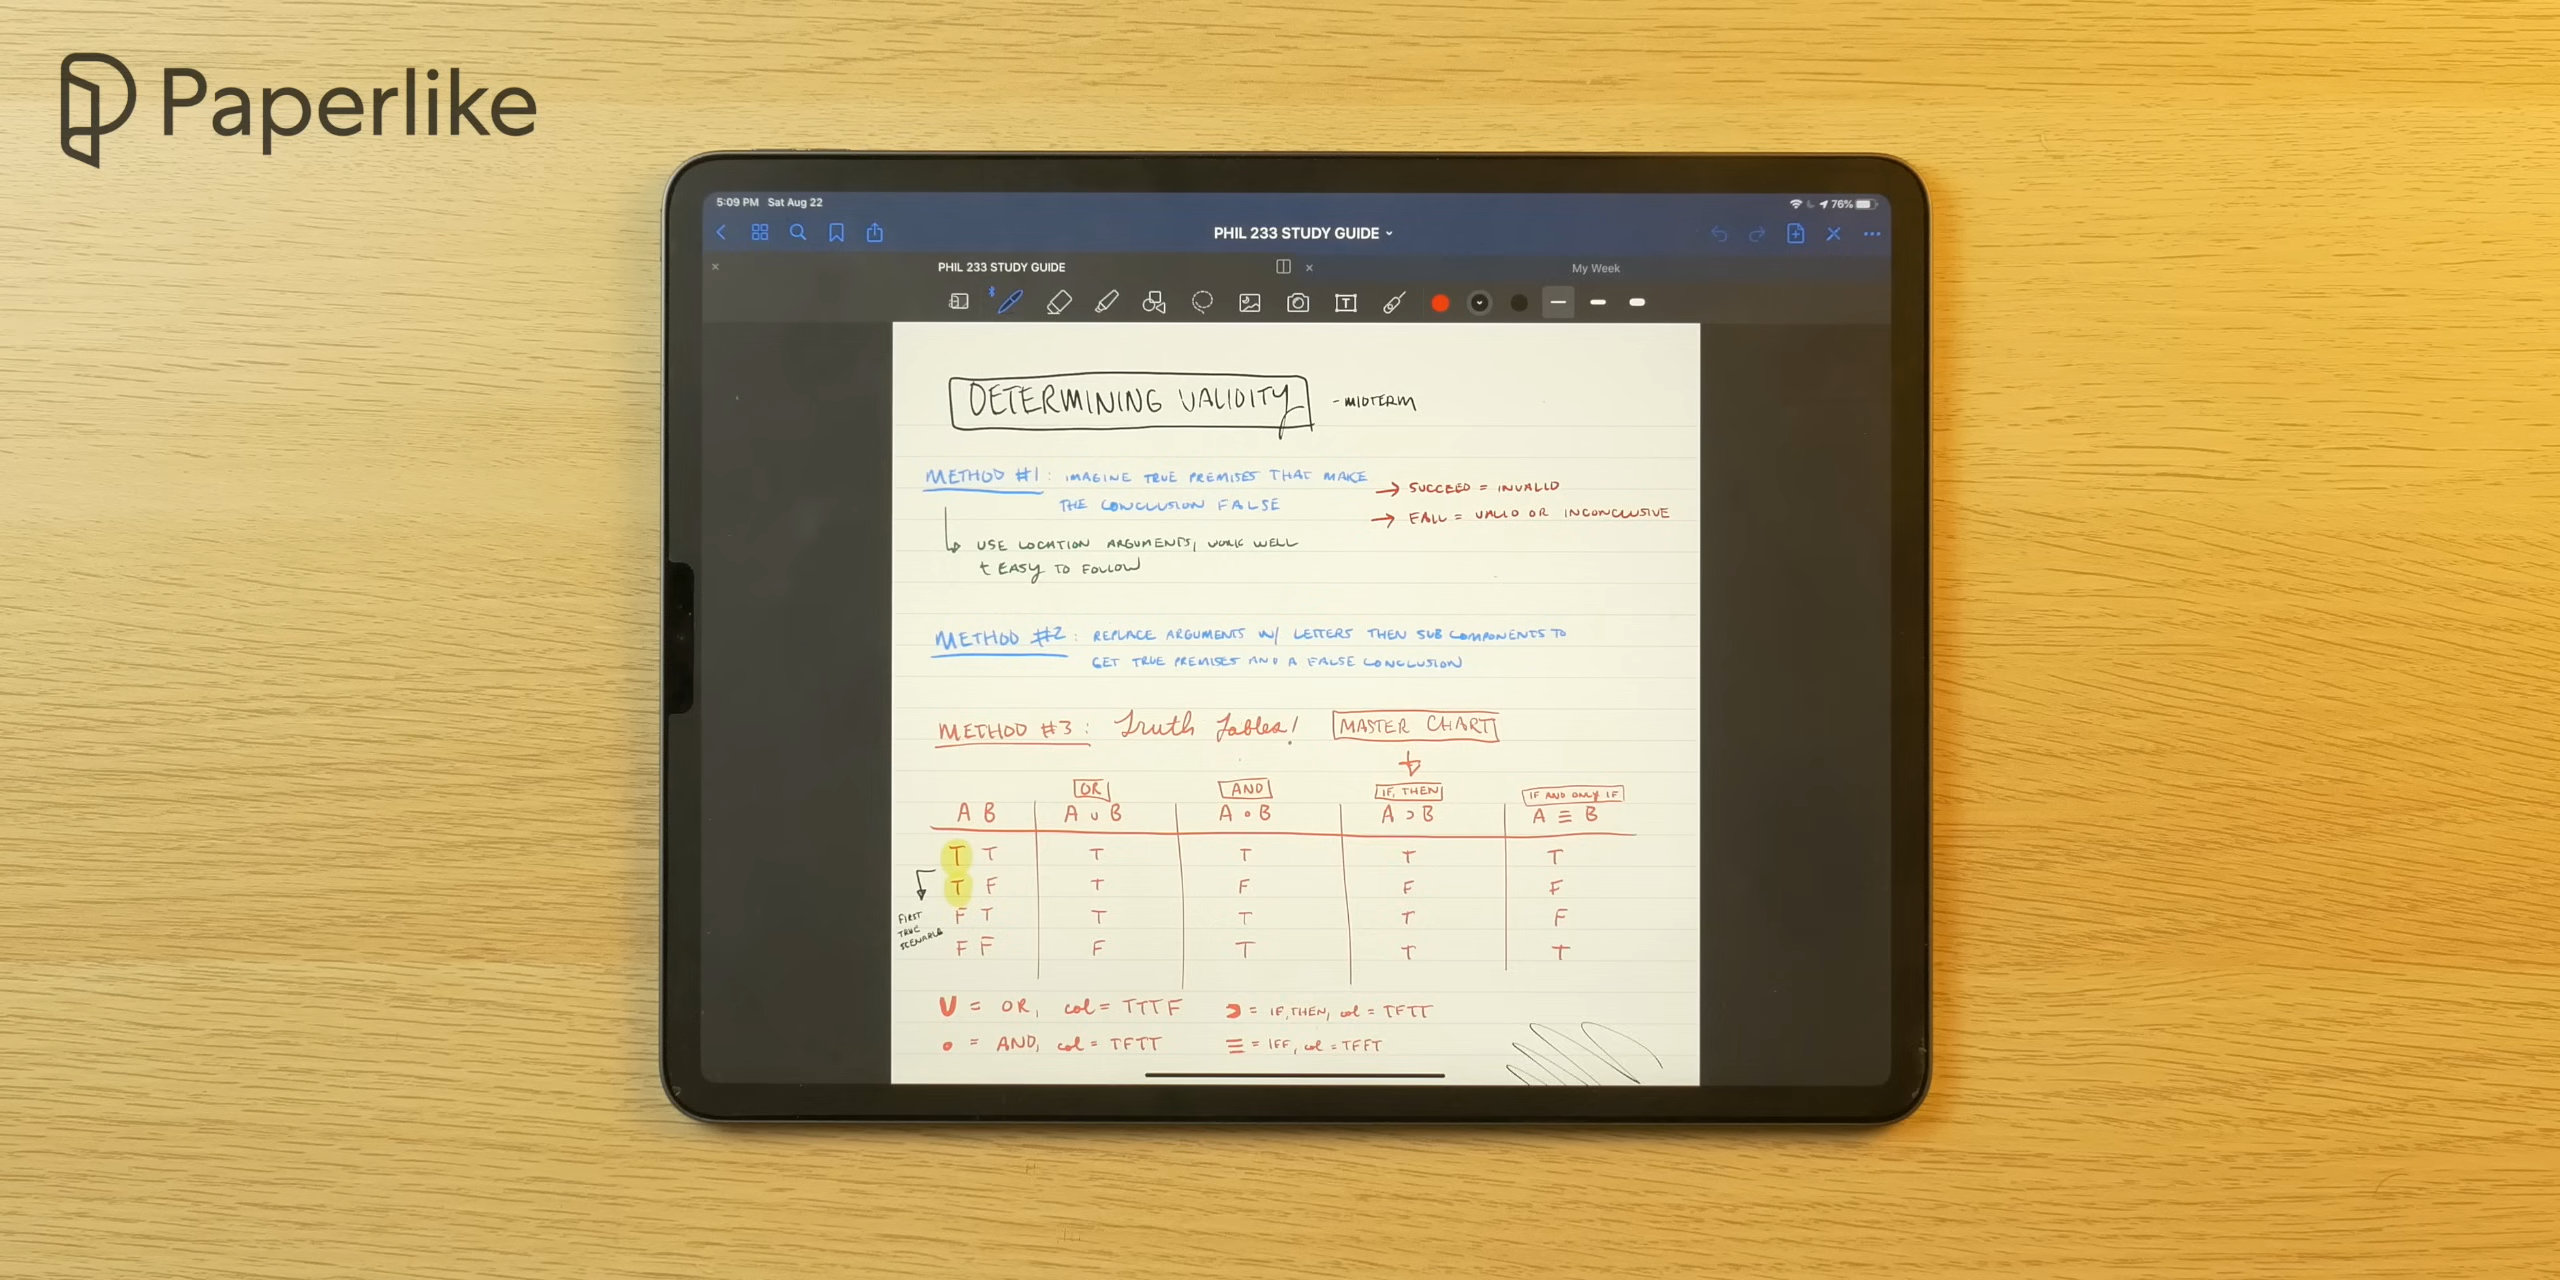 Paperlike
5:09 PM Sat Aug 22
76%
PHIL 233 STUDY GUIDE
PHIL 233 STUDY GUIDE
My Week
DETERMINING VALIDITY - MIDTERM
METHOD #1: IMAGINE TRUE PREMISES THAT MAKE
THE CONCLUSION FALSE
→ SUCCEED = INVALID
→ FAIL = VALID OR INCONCLUSIVE
USE LOCATION ARGUMENTS, WORK WELL
+ EASY TO FOLLOW
METHOD #2: REPLACE ARGUMENTS W/ LETTERS THEN SUB COMPONENTS TO
GET TRUE PREMISES AND A FALSE CONCLUSION
METHOD #3: Truth Tables! MASTER CHART
OR AND IF, THEN IF AND ONLY IF
A B A ∪ B A • B A ⊃ B A ≡ B
T T T T T T
T F T F F F
F T T T T F
F F F T T T
FIRST
TRUE
SCENARIO
∪ = OR, col = TTTF ⊃ = IF, THEN, col = TFTT
• = AND, col = TFTT ≡ = IFF, col = TFFT